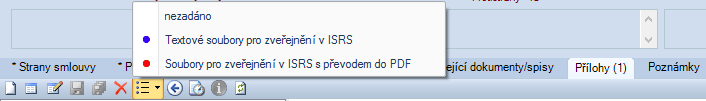 nezadáno
Textové soubory pro zveřejnění v ISRS
Soubory pro zveřejnění v ISRS s převodem do PDF
* Strany smlouvy * P ející dokumenty/spisy Přílohy (1) Poznámky